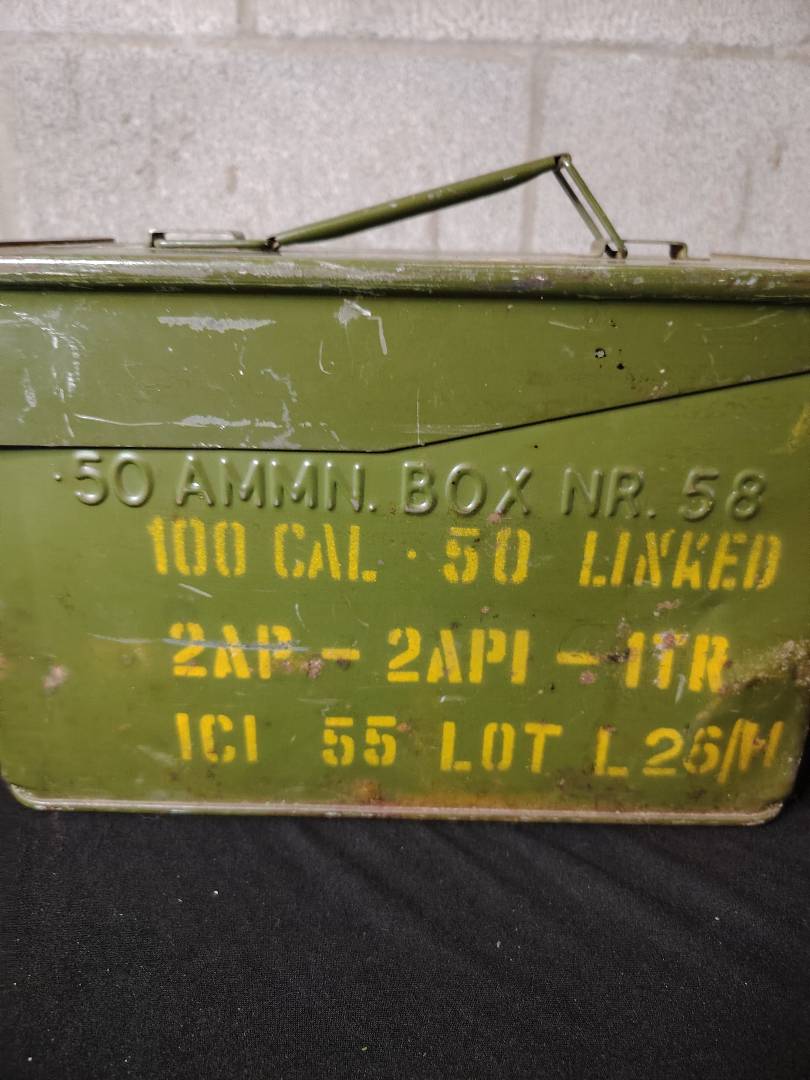 ·50 AMMN. BOX NR. 58
100 CAL ·50 LINKED
2AP - 2API - 1TR
ICI 55 LOT L26/H